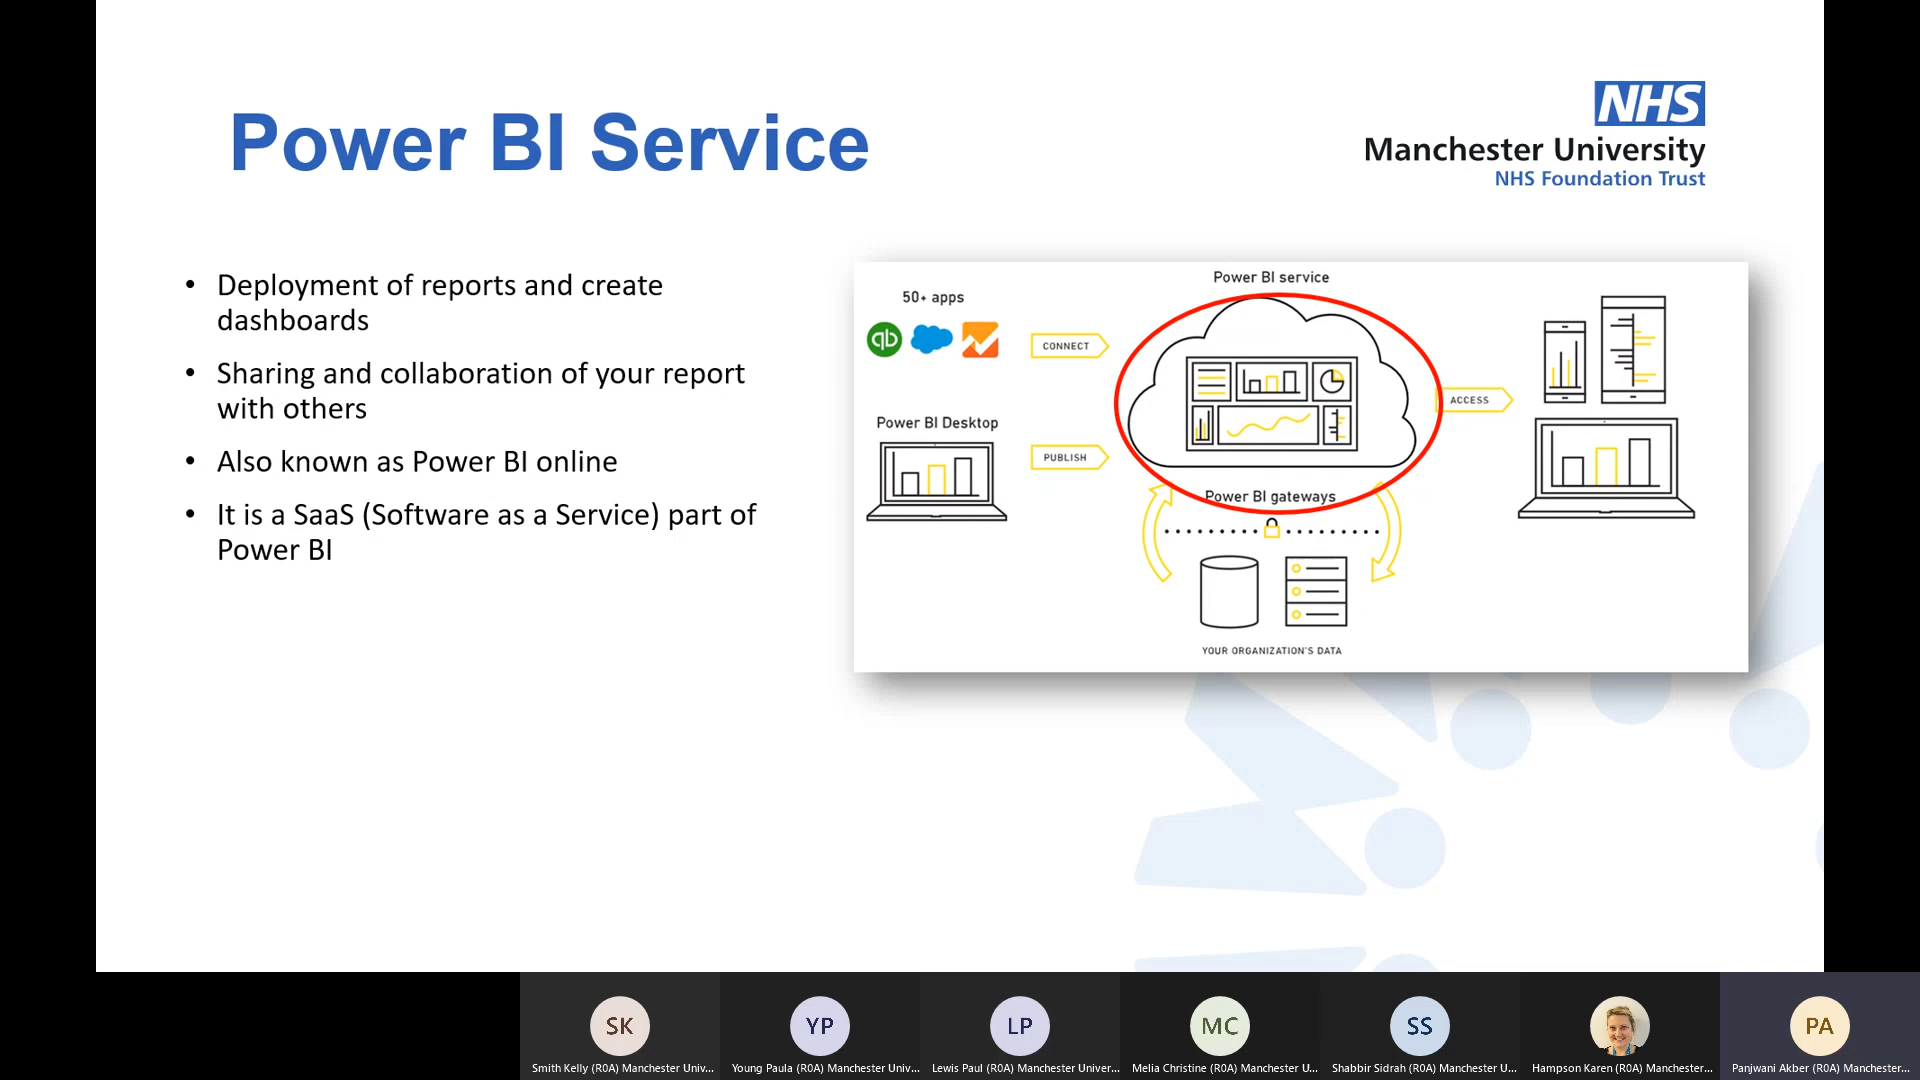 Power BI Service
NHS
Manchester University
NHS Foundation Trust
• Deployment of reports and create
dashboards
• Sharing and collaboration of your report
with others
• Also known as Power BI online
• It is a SaaS (Software as a Service) part of
Power BI
Power BI service
50+ apps
qb
CONNECT
ACCESS
Power BI Desktop
PUBLISH
Power BI gateways
YOUR ORGANIZATION'S DATA
SK
YP
LP
MC
SS
PA
Smith Kelly (R0A) Manchester Univ...
Young Paula (R0A) Manchester Univ...
Lewis Paul (R0A) Manchester Univer...
Melia Christine (R0A) Manchester U...
Shabbir Sidrah (R0A) Manchester U...
Hampson Karen (R0A) Manchester...
Panjwani Akber (R0A) Manchester...